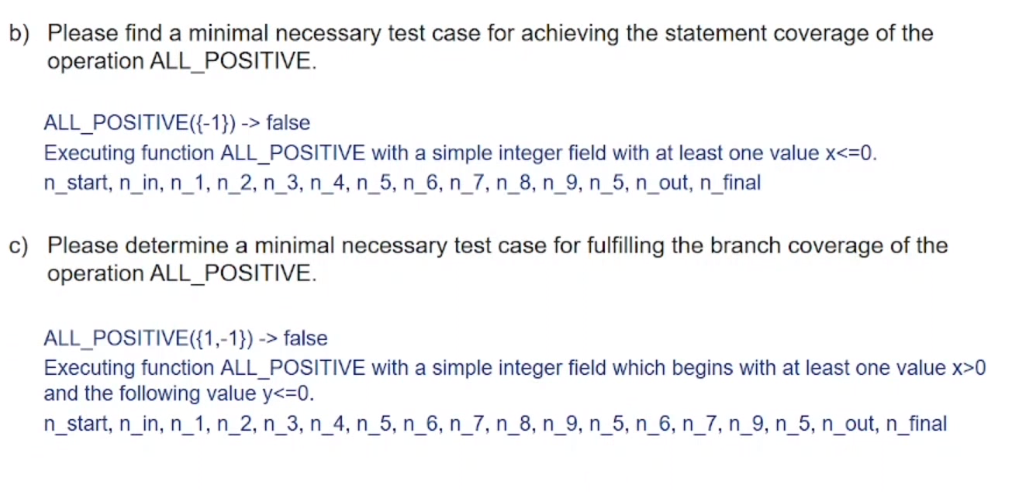 b) Please find a minimal necessary test case for achieving the statement coverage of the
operation ALL_POSITIVE.
ALL_POSITIVE({-1}) -> false
Executing function ALL_POSITIVE with a simple integer field with at least one value x<=0.
n_start, n_in, n_1, n_2, n_3, n_4, n_5, n_6, n_7, n_8, n_9, n_5, n_out, n_final
c) Please determine a minimal necessary test case for fulfilling the branch coverage of the
operation ALL_POSITIVE.
ALL_POSITIVE({1,-1}) -> false
Executing function ALL_POSITIVE with a simple integer field which begins with at least one value x>0
and the following value y<=0.
n_start, n_in, n_1, n_2, n_3, n_4, n_5, n_6, n_7, n_8, n_9, n_5, n_6, n_7, n_9, n_5, n_out, n_final